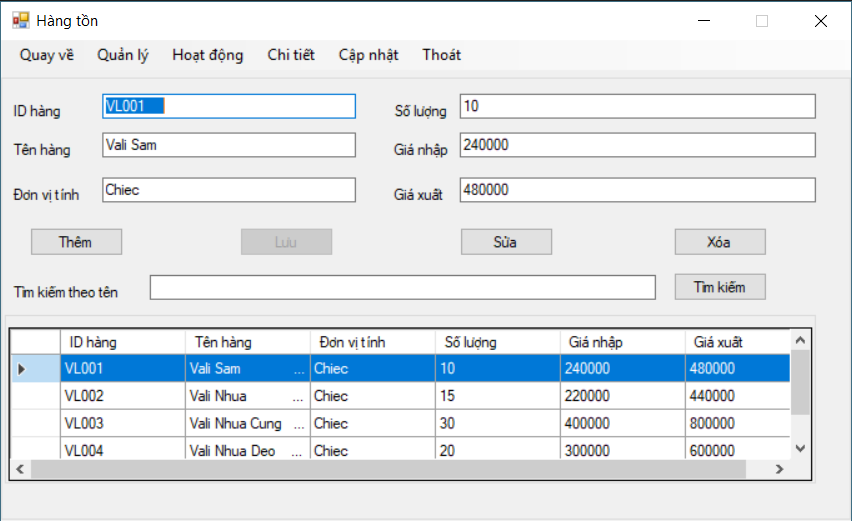 Hàng tồn
Quay về Quản lý Hoạt động Chi tiết Cập nhật Thoát
ID hàng VL001 Số lượng 10
Tên hàng Vali Sam Giá nhập 240000
Đơn vị tính Chiec Giá xuất 480000
Thêm Lưu Sửa Xóa
Tìm kiếm theo tên Tìm kiếm
ID hàng Tên hàng Đơn vị tính Số lượng Giá nhập Giá xuất
VL001 Vali Sam ... Chiec 10 240000 480000
VL002 Vali Nhua ... Chiec 15 220000 440000
VL003 Vali Nhua Cung ... Chiec 30 400000 800000
VL004 Vali Nhua Deo ... Chiec 20 300000 600000